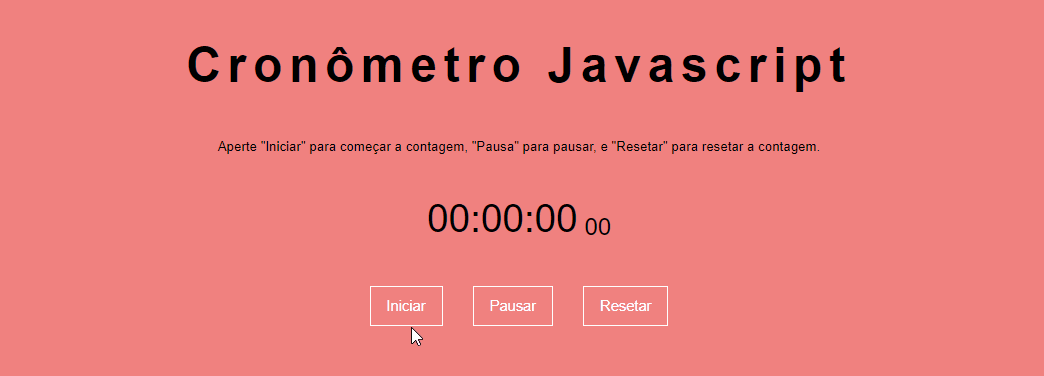 Cronômetro Javascript
Aperte "Iniciar" para começar a contagem, "Pausa" para pausar, e "Resetar" para resetar a contagem.
00:00:00 00
Iniciar Pausar Resetar